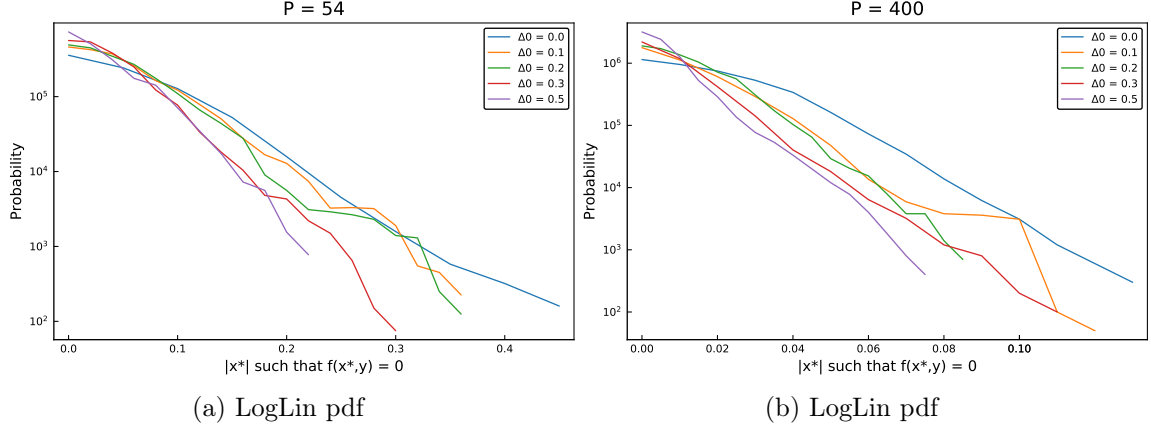 P = 54
Probability
10^5
10^4
10^3
10^2
0.0 0.1 0.2 0.3 0.4
|x*| such that f(x*,y) = 0
Δ0 = 0.0
Δ0 = 0.1
Δ0 = 0.2
Δ0 = 0.3
Δ0 = 0.5
(a) LogLin pdf
P = 400
Probability
10^6
10^5
10^4
10^3
10^2
0.00 0.02 0.04 0.06 0.08 0.10
|x*| such that f(x*,y) = 0
Δ0 = 0.0
Δ0 = 0.1
Δ0 = 0.2
Δ0 = 0.3
Δ0 = 0.5
(b) LogLin pdf